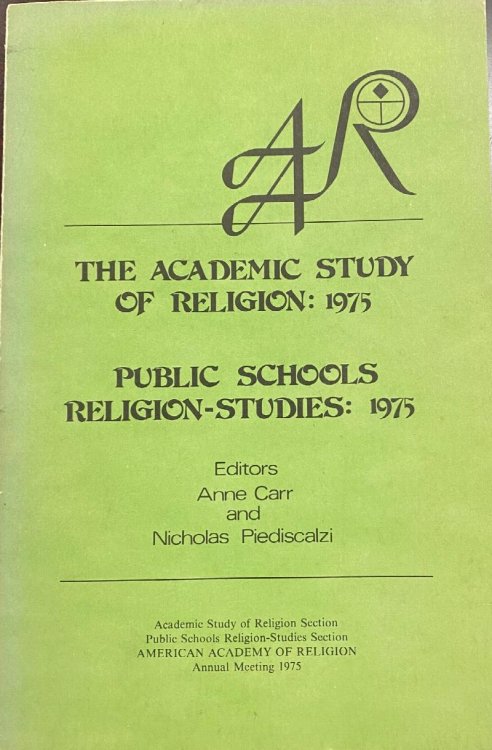 AAR
THE ACADEMIC STUDY
OF RELIGION: 1975
PUBLIC SCHOOLS
RELIGION-STUDIES: 1975
Editors
Anne Carr
and
Nicholas Piediscalzi
Academic Study of Religion Section
Public Schools Religion-Studies Section
AMERICAN ACADEMY OF RELIGION
Annual Meeting 1975